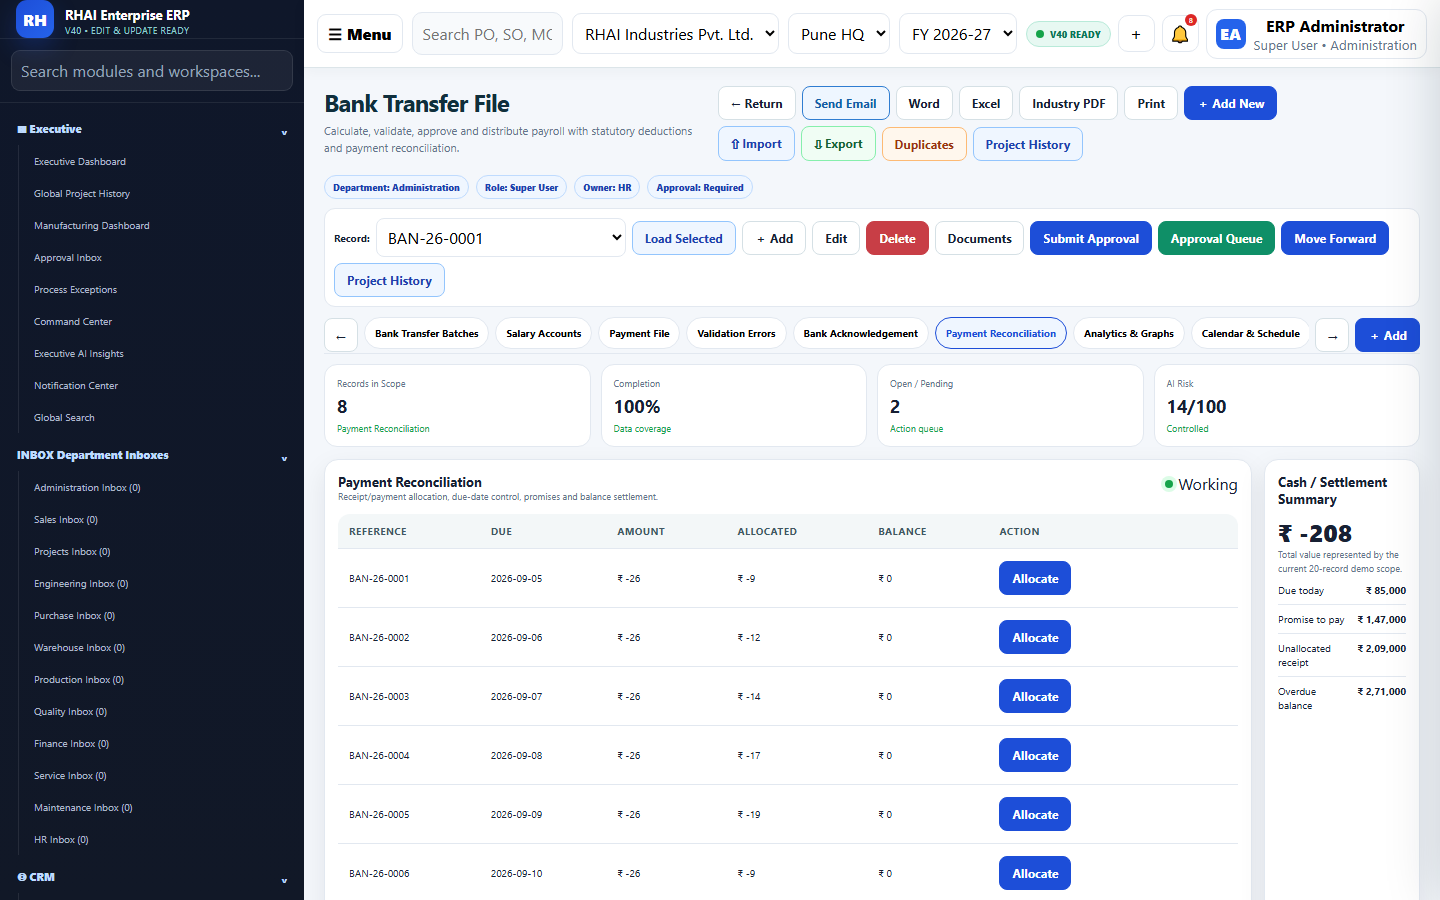 RH
RHAI Enterprise ERP
V40 • EDIT & UPDATE READY
Search modules and workspaces...
Executive
Executive Dashboard
Global Project History
Manufacturing Dashboard
Approval Inbox
Process Exceptions
Command Center
Executive AI Insights
Notification Center
Global Search
INBOX Department Inboxes
Administration Inbox (0)
Sales Inbox (0)
Projects Inbox (0)
Engineering Inbox (0)
Purchase Inbox (0)
Warehouse Inbox (0)
Production Inbox (0)
Quality Inbox (0)
Finance Inbox (0)
Service Inbox (0)
Maintenance Inbox (0)
HR Inbox (0)
CRM
☰ Menu
Search PO, SO, MO
RHAI Industries Pvt. Ltd.
Pune HQ
FY 2026-27
V40 READY
+
8
EA
ERP Administrator
Super User • Administration
Bank Transfer File
Calculate, validate, approve and distribute payroll with statutory deductions
and payment reconciliation.
← Return
Send Email
Word
Excel
Industry PDF
Print
+ Add New
⇧ Import
⇩ Export
Duplicates
Project History
Department: Administration
Role: Super User
Owner: HR
Approval: Required
Record:
BAN-26-0001
Load Selected
+ Add
Edit
Delete
Documents
Submit Approval
Approval Queue
Move Forward
Project History
←
Bank Transfer Batches
Salary Accounts
Payment File
Validation Errors
Bank Acknowledgement
Payment Reconciliation
Analytics & Graphs
Calendar & Schedule
→
+ Add
Records in Scope
8
Payment Reconciliation
Completion
100%
Data coverage
Open / Pending
2
Action queue
AI Risk
14/100
Controlled
Payment Reconciliation
Receipt/payment allocation, due-date control, promises and balance settlement.
Working
REFERENCE DUE AMOUNT ALLOCATED BALANCE ACTION
BAN-26-0001 2026-09-05 ₹ -26 ₹ -9 ₹ 0 Allocate
BAN-26-0002 2026-09-06 ₹ -26 ₹ -12 ₹ 0 Allocate
BAN-26-0003 2026-09-07 ₹ -26 ₹ -14 ₹ 0 Allocate
BAN-26-0004 2026-09-08 ₹ -26 ₹ -17 ₹ 0 Allocate
BAN-26-0005 2026-09-09 ₹ -26 ₹ -19 ₹ 0 Allocate
BAN-26-0006 2026-09-10 ₹ -26 ₹ -9 ₹ 0 Allocate
Cash / Settlement
Summary
₹ -208
Total value represented by the
current 20-record demo scope.
Due today ₹ 85,000
Promise to pay ₹ 1,47,000
Unallocated
receipt ₹ 2,09,000
Overdue
balance ₹ 2,71,000